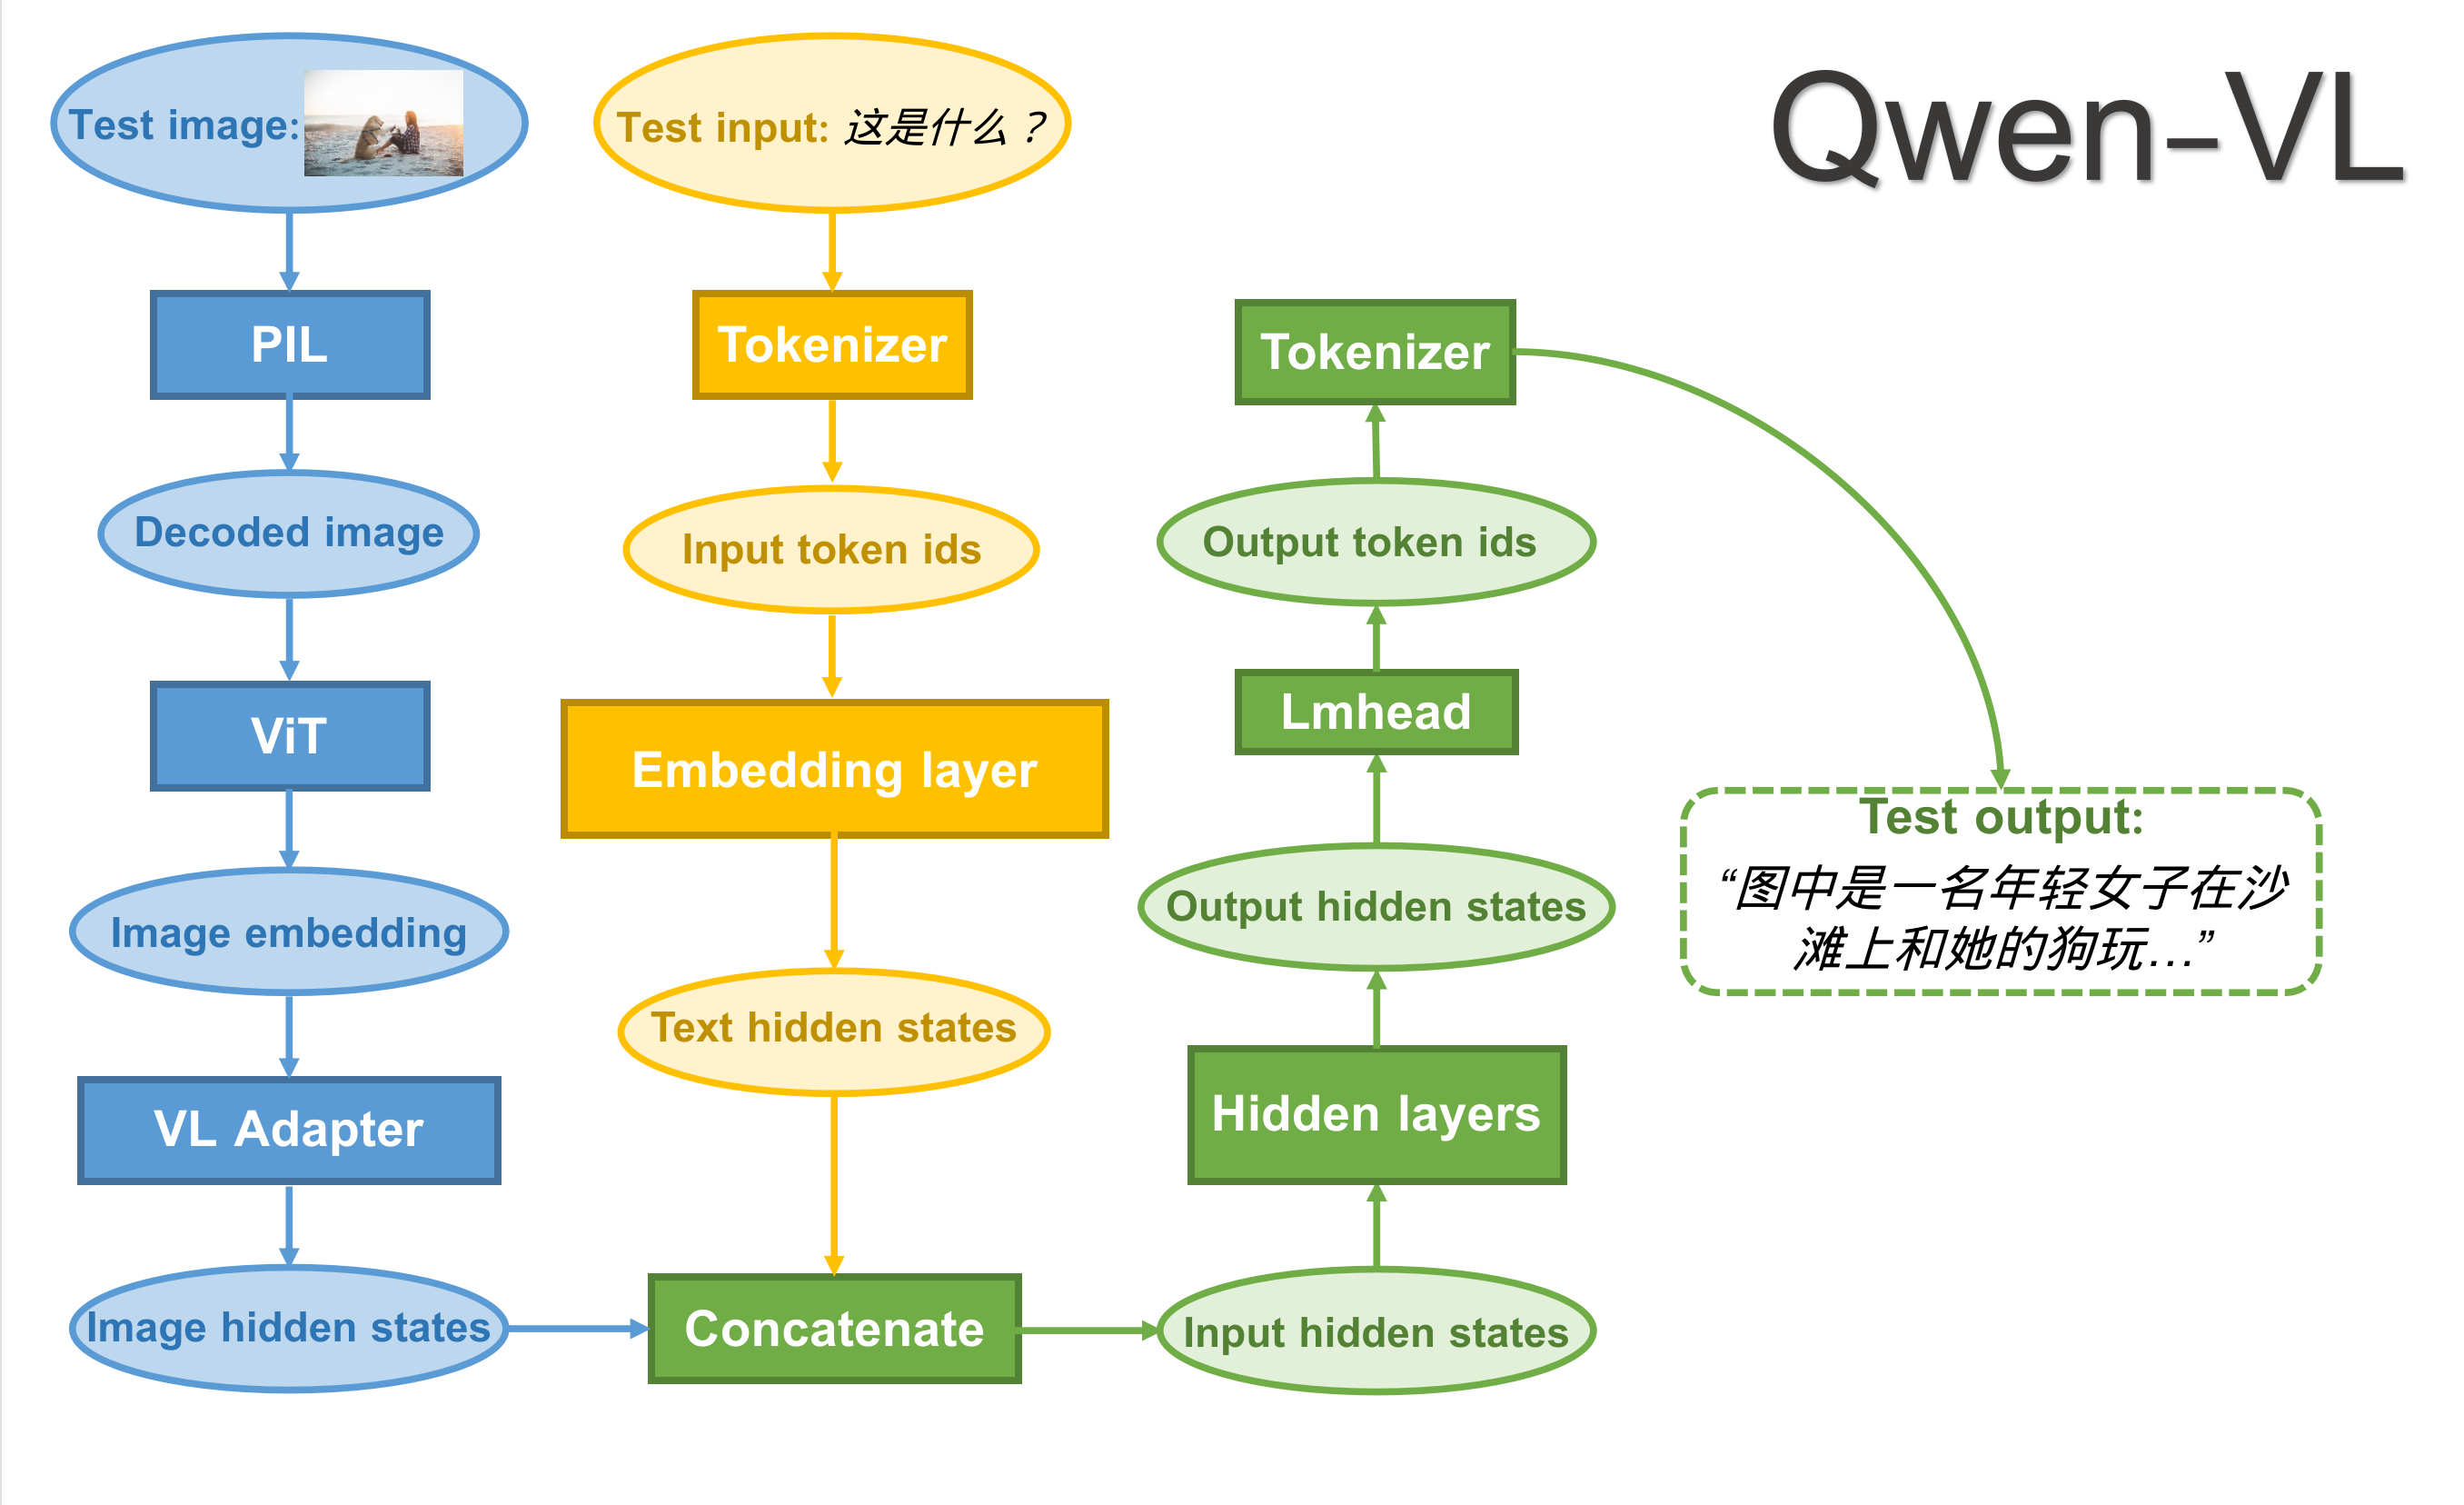 Qwen-VL
Test image:
PIL
Decoded image
ViT
Image embedding
VL Adapter
Image hidden states
Test input: 这是什么？
Tokenizer
Input token ids
Embedding layer
Text hidden states
Concatenate
Input hidden states
Hidden layers
Output hidden states
Lmhead
Output token ids
Tokenizer
Test output:
“图中是一名年轻女子在沙
滩上和她的狗玩…”